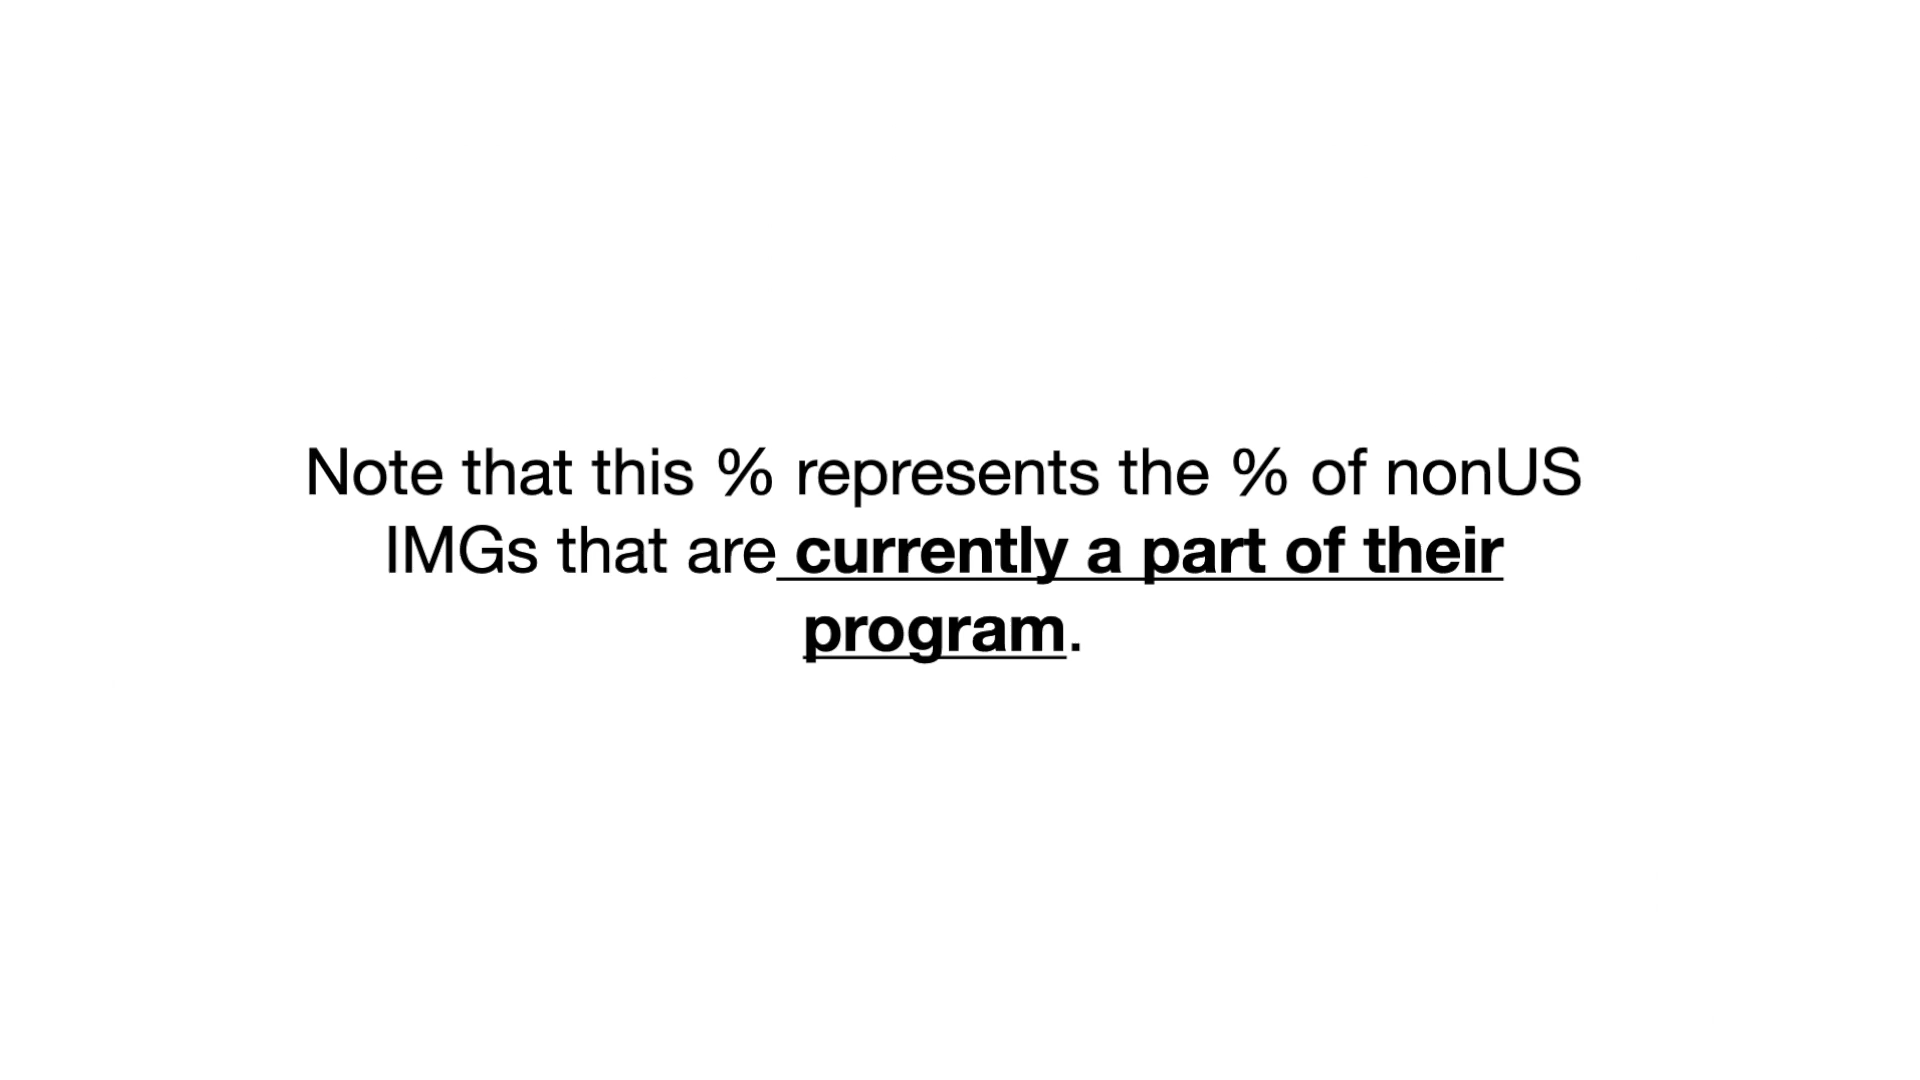 Note that this % represents the % of nonUS
IMGs that are currently a part of their
program.